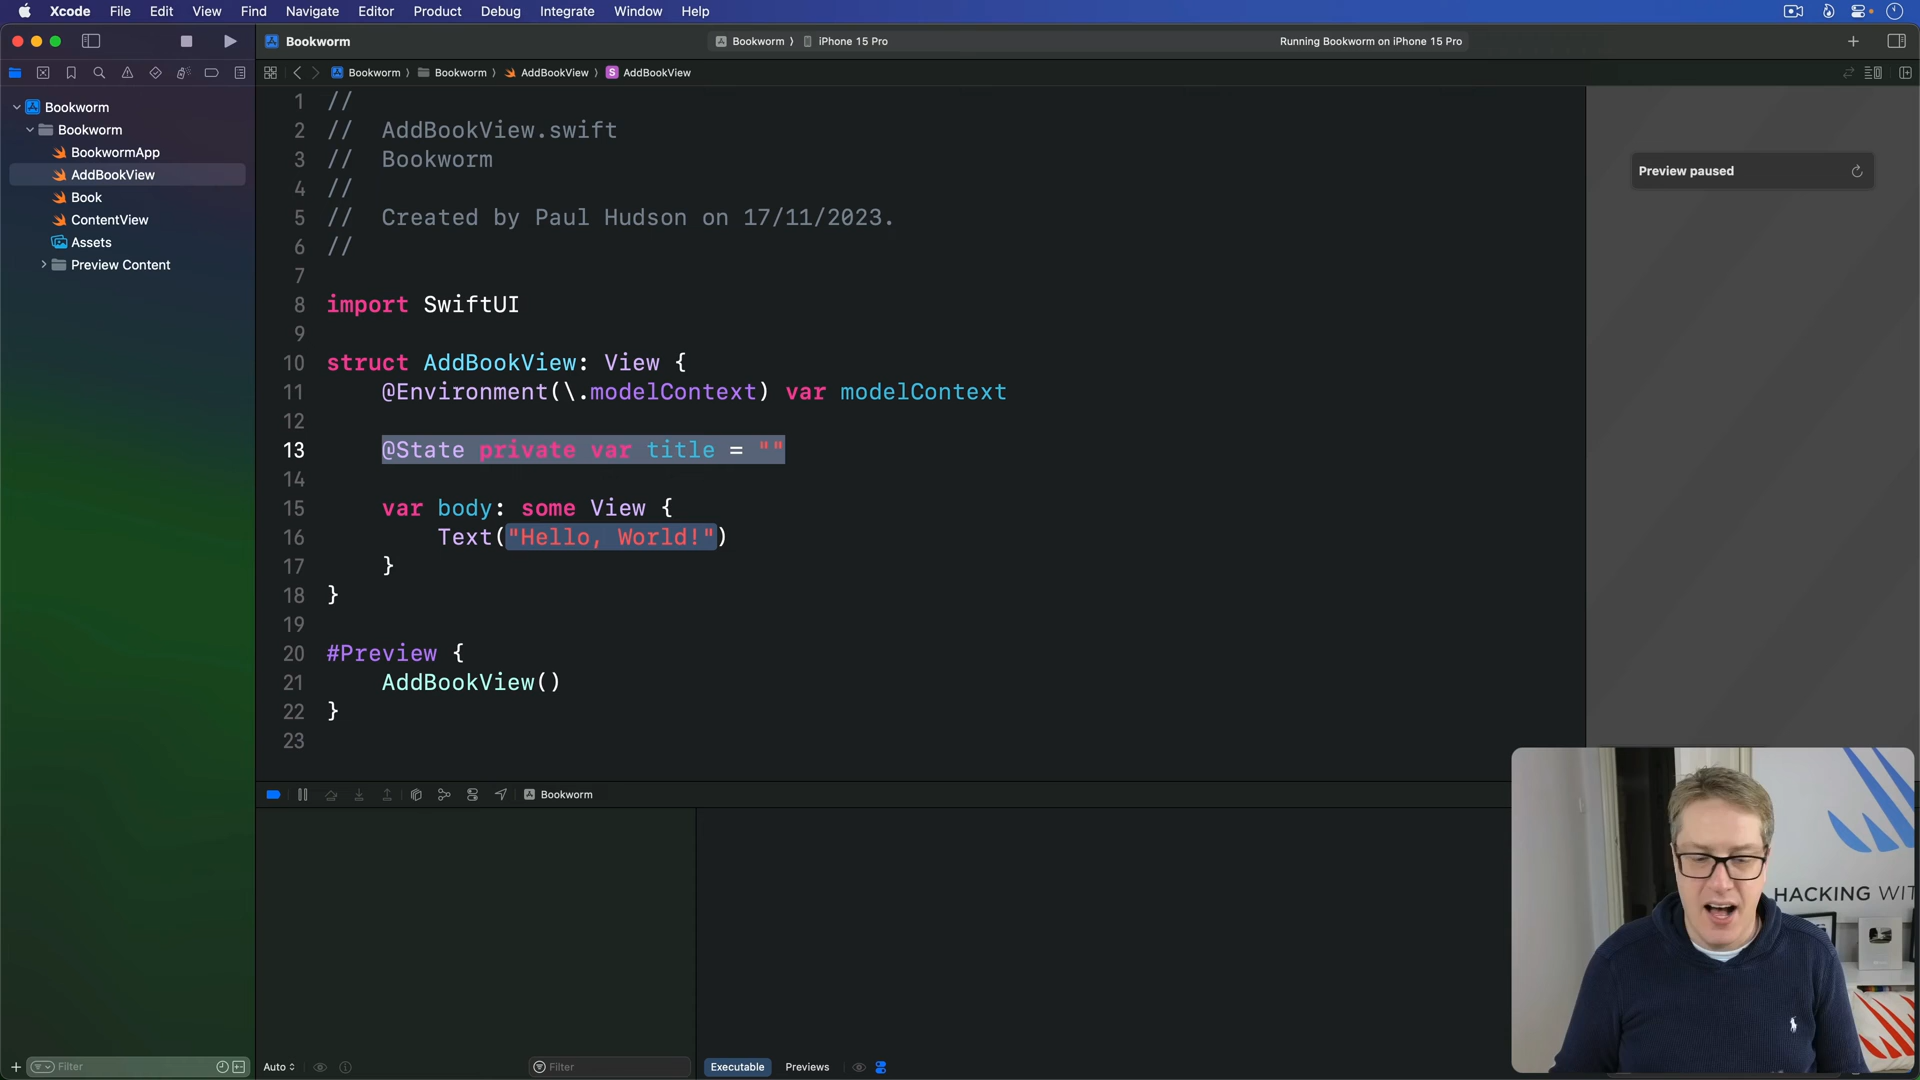 Xcode File Edit View Find Navigate Editor Product Debug Integrate Window Help
Bookworm
Bookworm 〉 iPhone 15 Pro
Running Bookworm on iPhone 15 Pro
Bookworm 〉 Bookworm 〉 AddBookView 〉 S AddBookView
Bookworm
Bookworm
BookwormApp
AddBookView
Book
ContentView
Assets
Preview Content
1 //
2 //  AddBookView.swift
3 //  Bookworm
4 //
5 //  Created by Paul Hudson on 17/11/2023.
6 //
7
8 import SwiftUI
9
10 struct AddBookView: View {
11     @Environment(\.modelContext) var modelContext
12
13     @State private var title = ""
14
15     var body: some View {
16         Text("Hello, World!")
17     }
18 }
19
20 #Preview {
21     AddBookView()
22 }
23
Preview paused
Bookworm
HACKING WIT
Filter
Auto
Filter
Executable
Previews